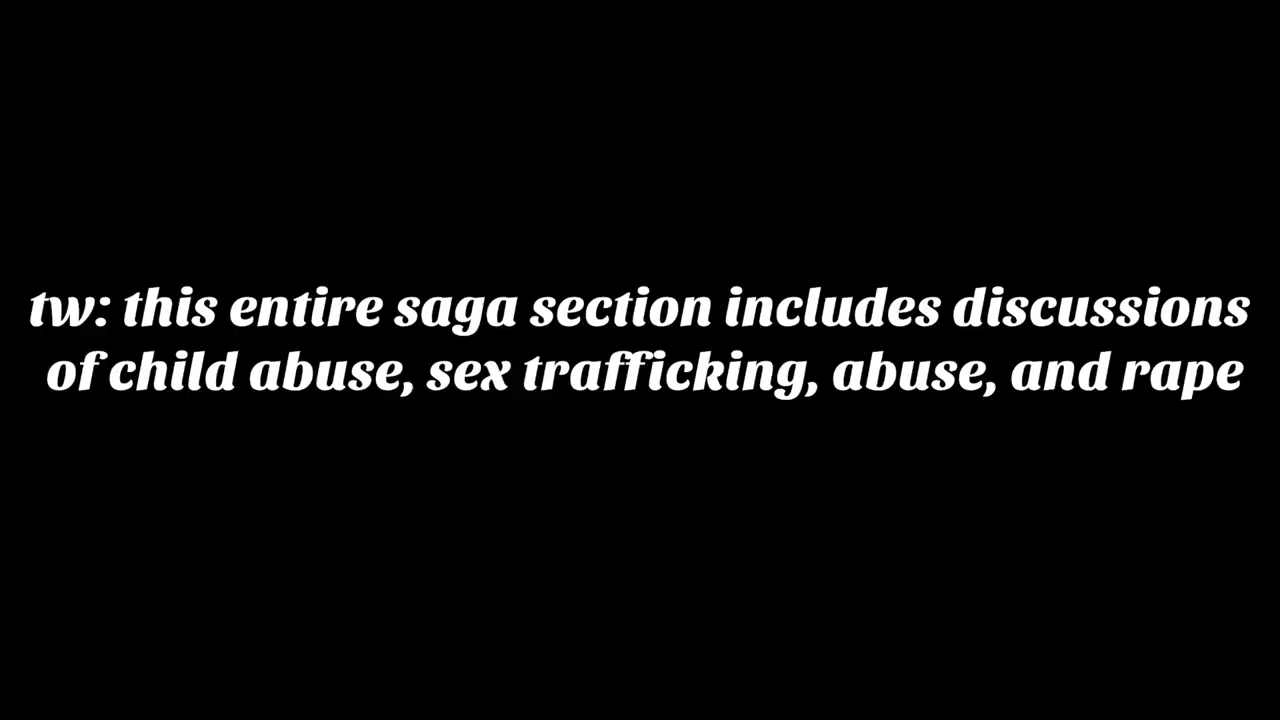 tw: this entire saga section includes discussions
of child abuse, sex trafficking, abuse, and rape